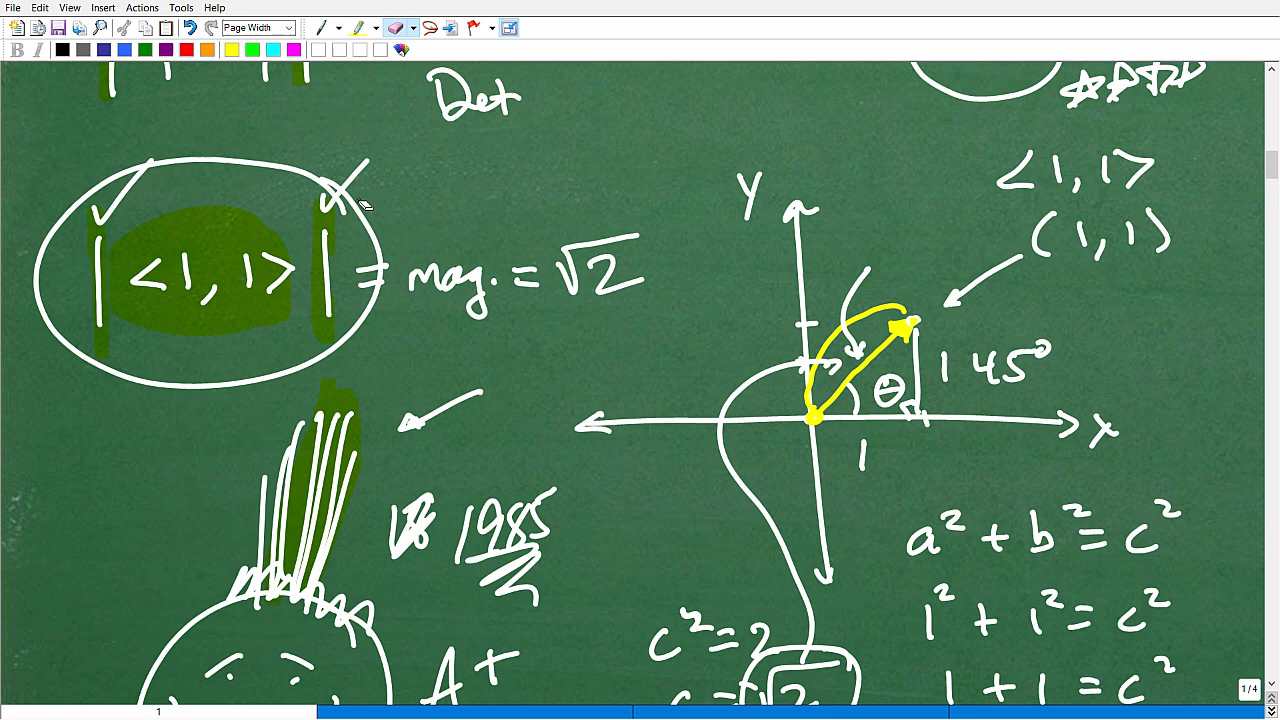 File Edit View Insert Actions Tools Help
Page Width
B I
Det
| <1, 1> | = mag. = √2
<1, 1>
(1, 1)
Y
1 45°
θ
x
1
1985
A+
a² + b² = c²
1² + 1² = c²
1 + 1 = c²
c² = 2
c = √2
1/4
1